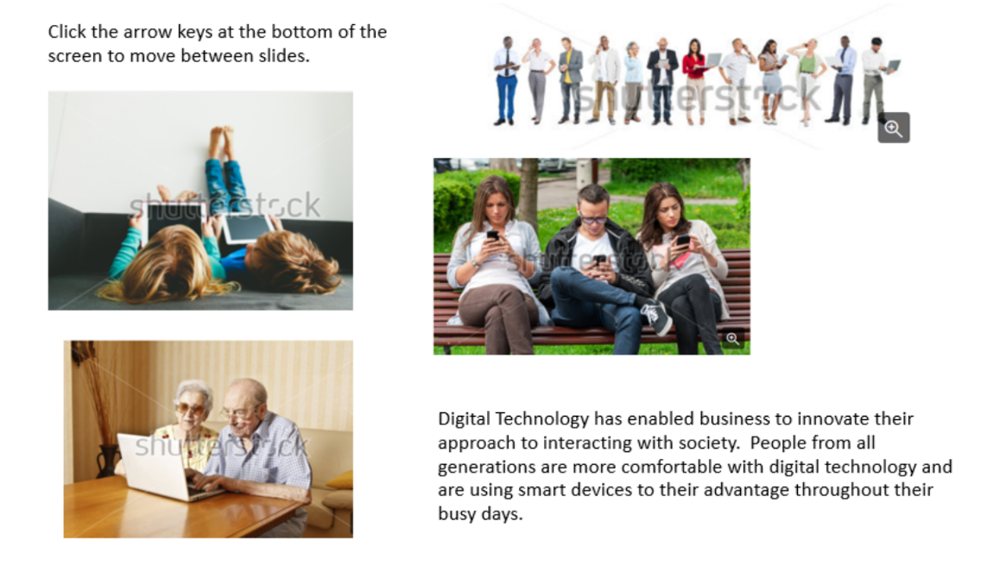 Click the arrow keys at the bottom of the
screen to move between slides.
shutterstock
shutterstock
shutterstock
shutterstock
Digital Technology has enabled business to innovate their
approach to interacting with society.  People from all
generations are more comfortable with digital technology and
are using smart devices to their advantage throughout their
busy days.